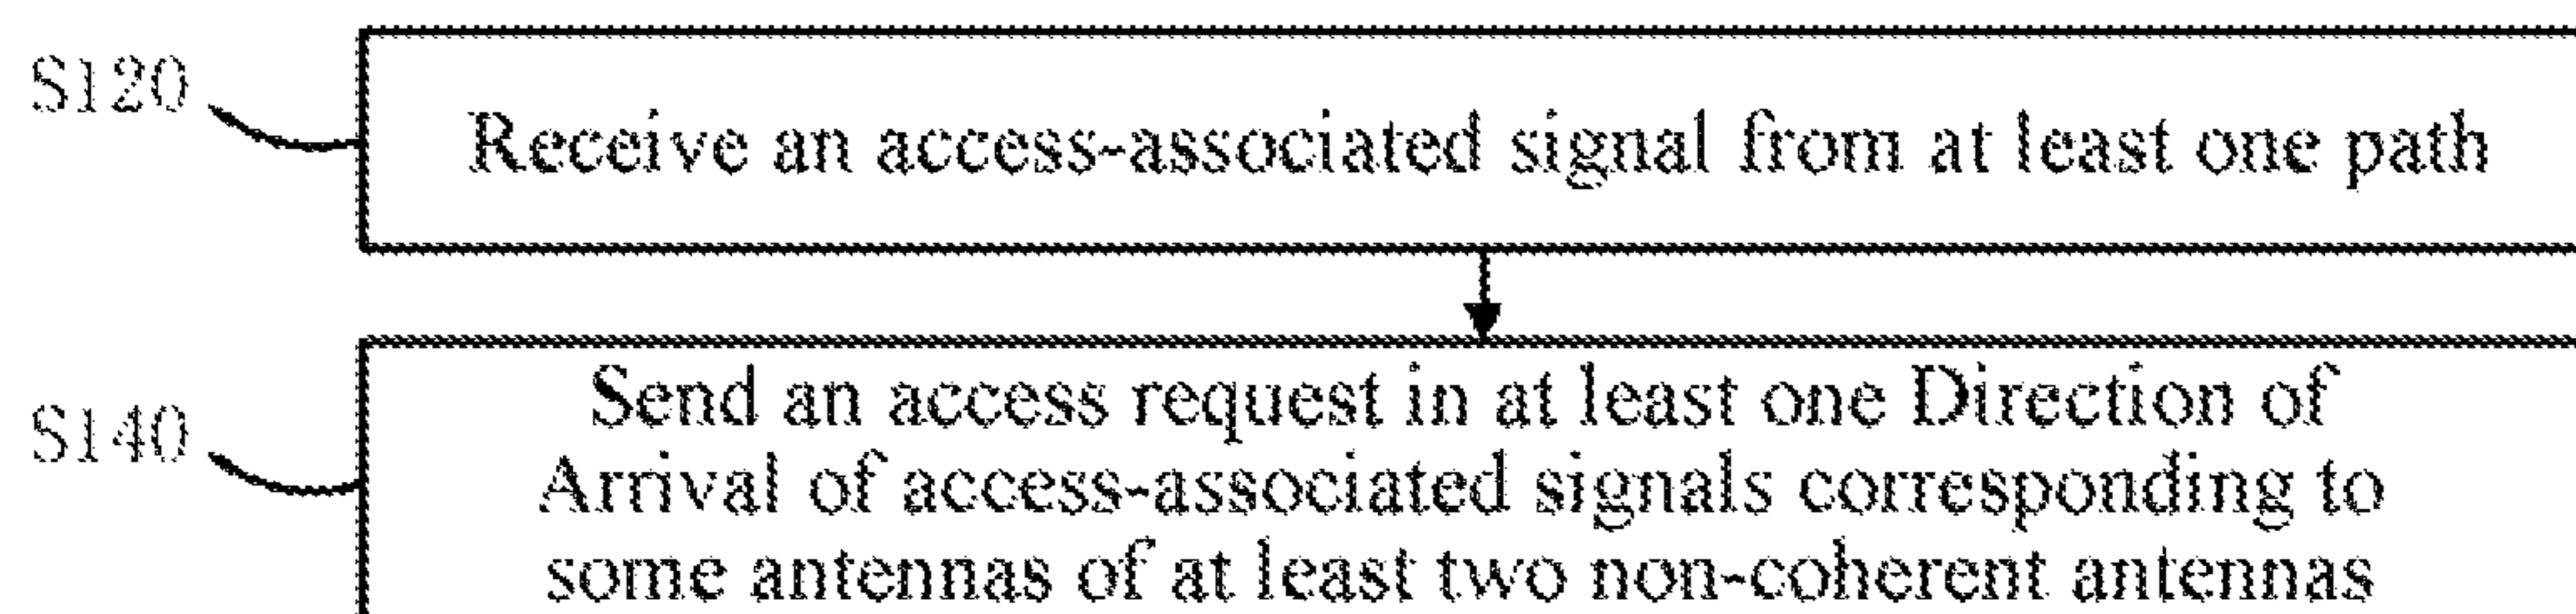 S120
Receive an access-associated signal from at least one path
S140
Send an access request in at least one Direction of
Arrival of access-associated signals corresponding to
some antennas of at least two non-coherent antennas